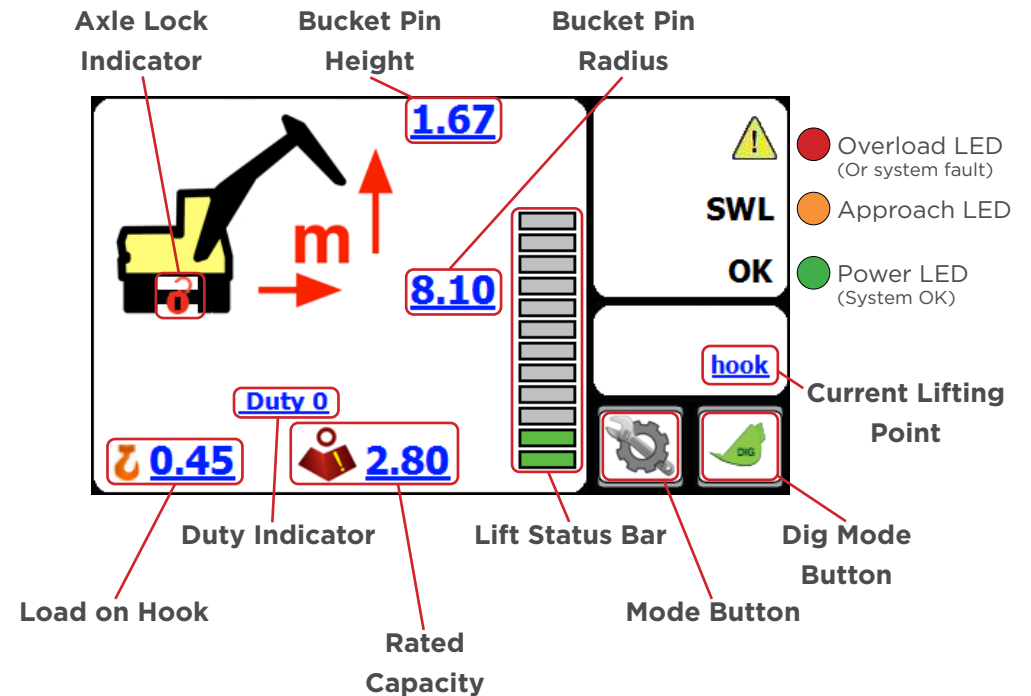 Axle Lock
Indicator
Bucket Pin
Height
Bucket Pin
Radius
1.67
m
8.10
SWL
OK
Overload LED
(Or system fault)
Approach LED
Power LED
(System OK)
hook
Current Lifting
Point
Duty 0
0.45
2.80
DIG
Duty Indicator
Lift Status Bar
Dig Mode
Button
Load on Hook
Mode Button
Rated
Capacity